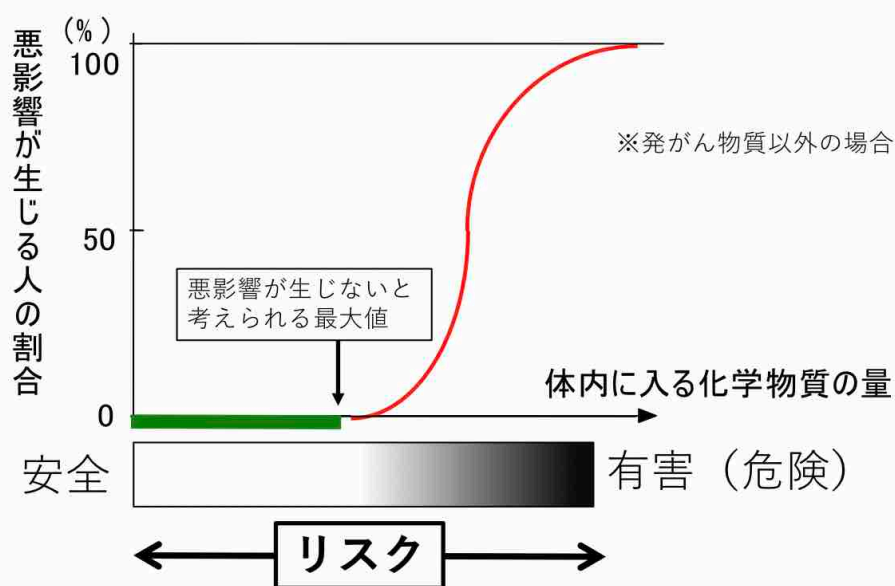 (%)
悪影響が生じる人の割合
100
※発がん物質以外の場合
50
悪影響が生じないと
考えられる最大値
体内に入る化学物質の量
0
安全
有害（危険）
リスク